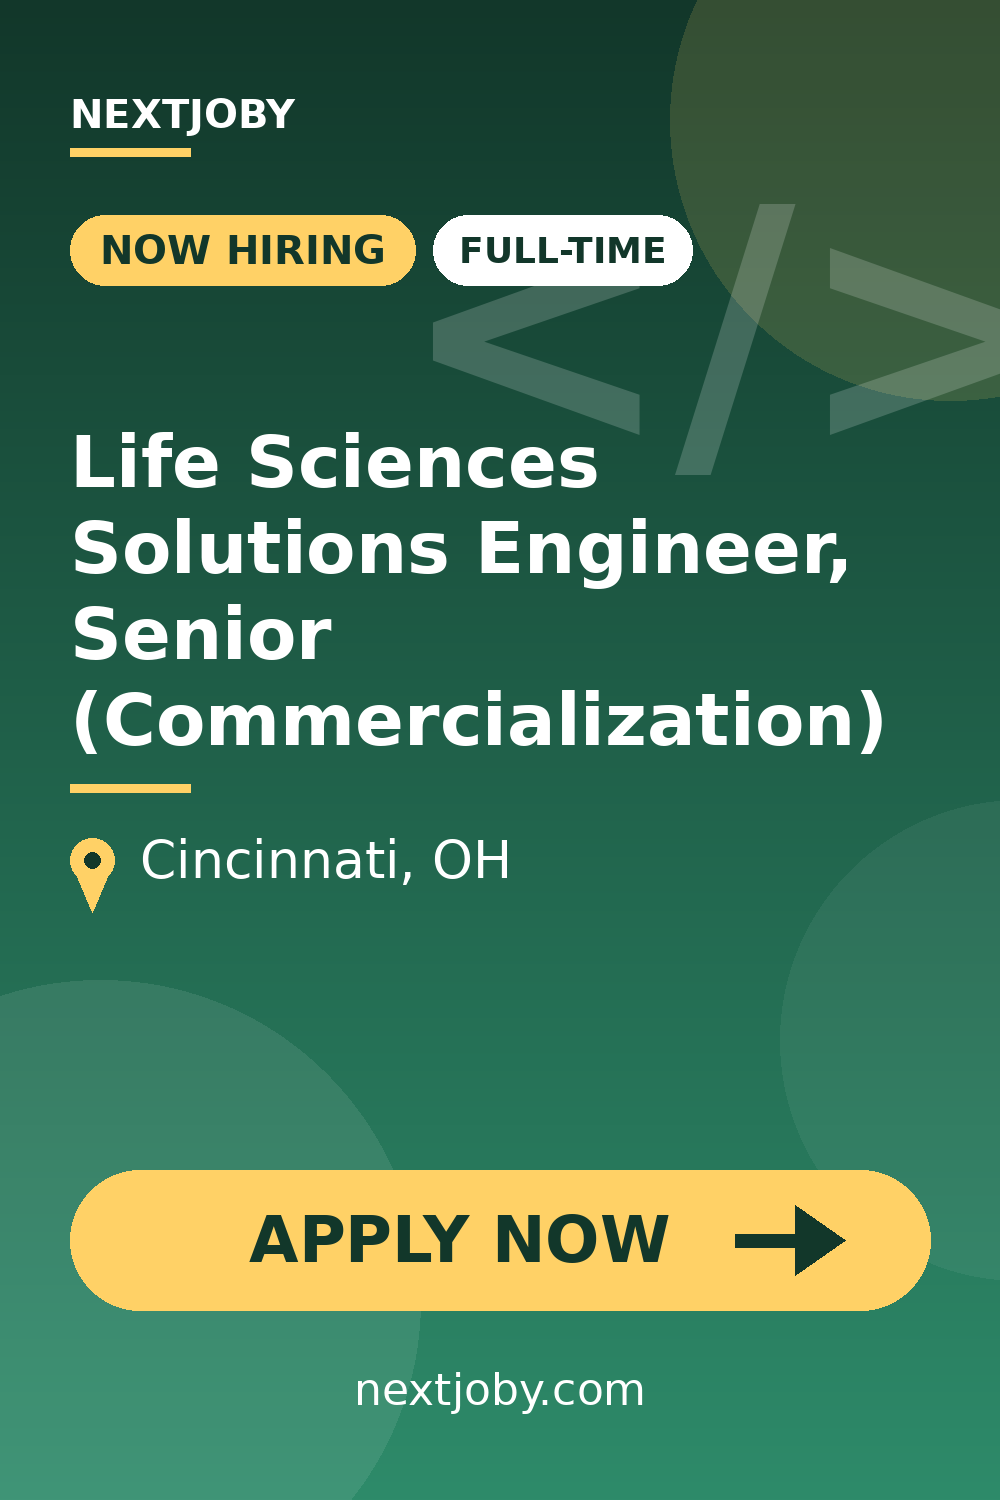 NEXTJOBY
NOW HIRING FULL-TIME
</>
Life Sciences
Solutions Engineer,
Senior
(Commercialization)
Cincinnati, OH
APPLY NOW
nextjoby.com